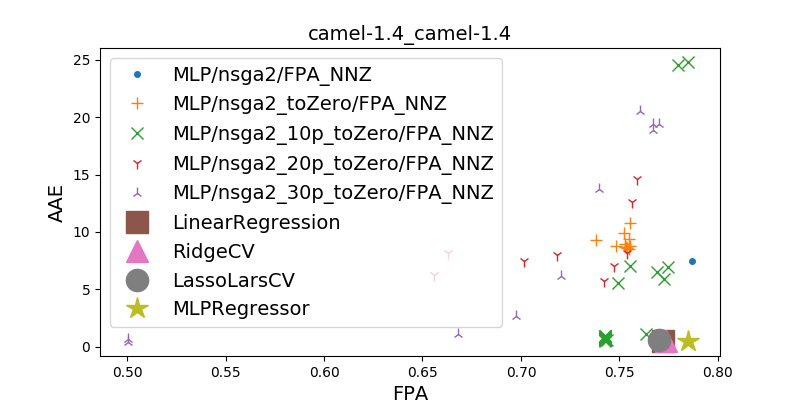 camel-1.4_camel-1.4
AAE
25
20
15
10
5
0
MLP/nsga2/FPA_NNZ
MLP/nsga2_toZero/FPA_NNZ
MLP/nsga2_10p_toZero/FPA_NNZ
MLP/nsga2_20p_toZero/FPA_NNZ
MLP/nsga2_30p_toZero/FPA_NNZ
LinearRegression
RidgeCV
LassoLarsCV
MLPRegressor
0.50 0.55 0.60 0.65 0.70 0.75 0.80
FPA